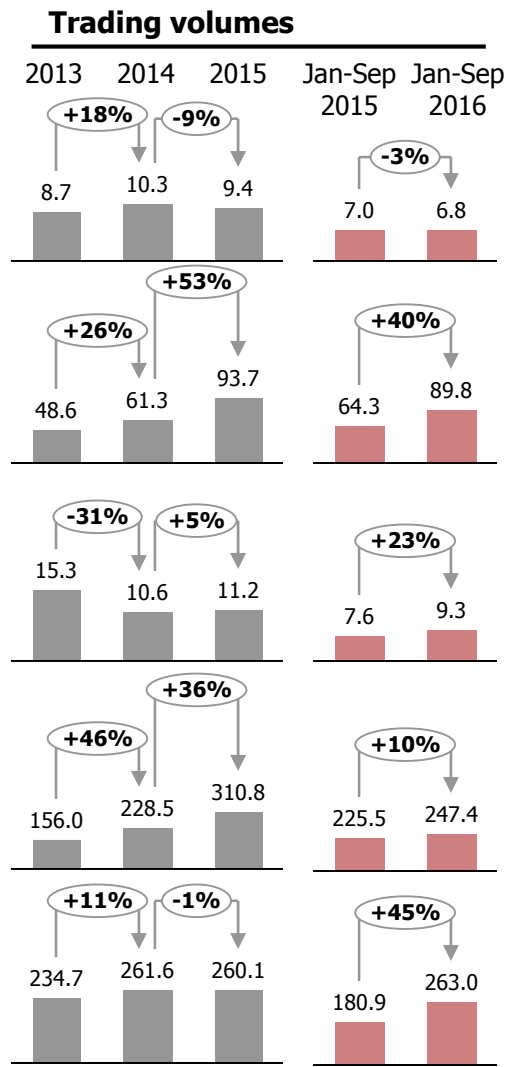 Trading volumes
2013 2014 2015 Jan-Sep Jan-Sep
2015 2016
+18% -9%
-3%
8.7 10.3 9.4 7.0 6.8
+53%
+26% +40%
48.6 61.3 93.7 64.3 89.8
-31% +5% +23%
15.3 10.6 11.2 7.6 9.3
+36%
+46% +10%
156.0 228.5 310.8 225.5 247.4
+11% -1% +45%
234.7 261.6 260.1 180.9 263.0